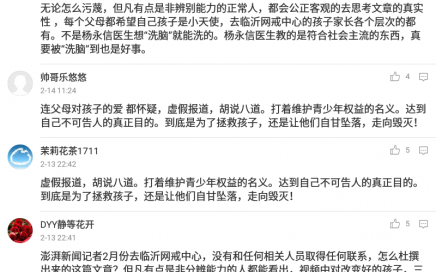 无论怎么污蔑，但凡有点是非辨别能力的正常人，都会公正客观的去思考文章的真实
性，每个父母都希望自己孩子是小天使，去临沂网戒中心的孩子家长各个层次的都
有。不是杨永信医生想“洗脑”就能洗的。杨永信医生教的是符合社会主流的东西，真
要被“洗脑”到也是好事。
帅哥乐悠悠
4
2-14 11:24
连父母对孩子的爱 都怀疑，虚假报道，胡说八道。打着维护青少年权益的名义。达到
自己不可告人的真正目的。到底是为了拯救孩子，还是让他们自甘坠落，走向毁灭！
茉莉花茶1711
5
2-13 22:42
虚假报道，胡说八道。打着维护青少年权益的名义。达到自己不可告人的真正目的。
到底是为了拯救孩子，还是让他们自甘坠落，走向毁灭！
DYY静等花开
5
2-13 22:41
澎湃新闻记者2月份去临沂网戒中心，没有和任何相关人员取得任何联系，怎么杜撰
出来的这篇文章？但凡有点是非分辨能力的人都能看出，视频中对改变好的孩子，三